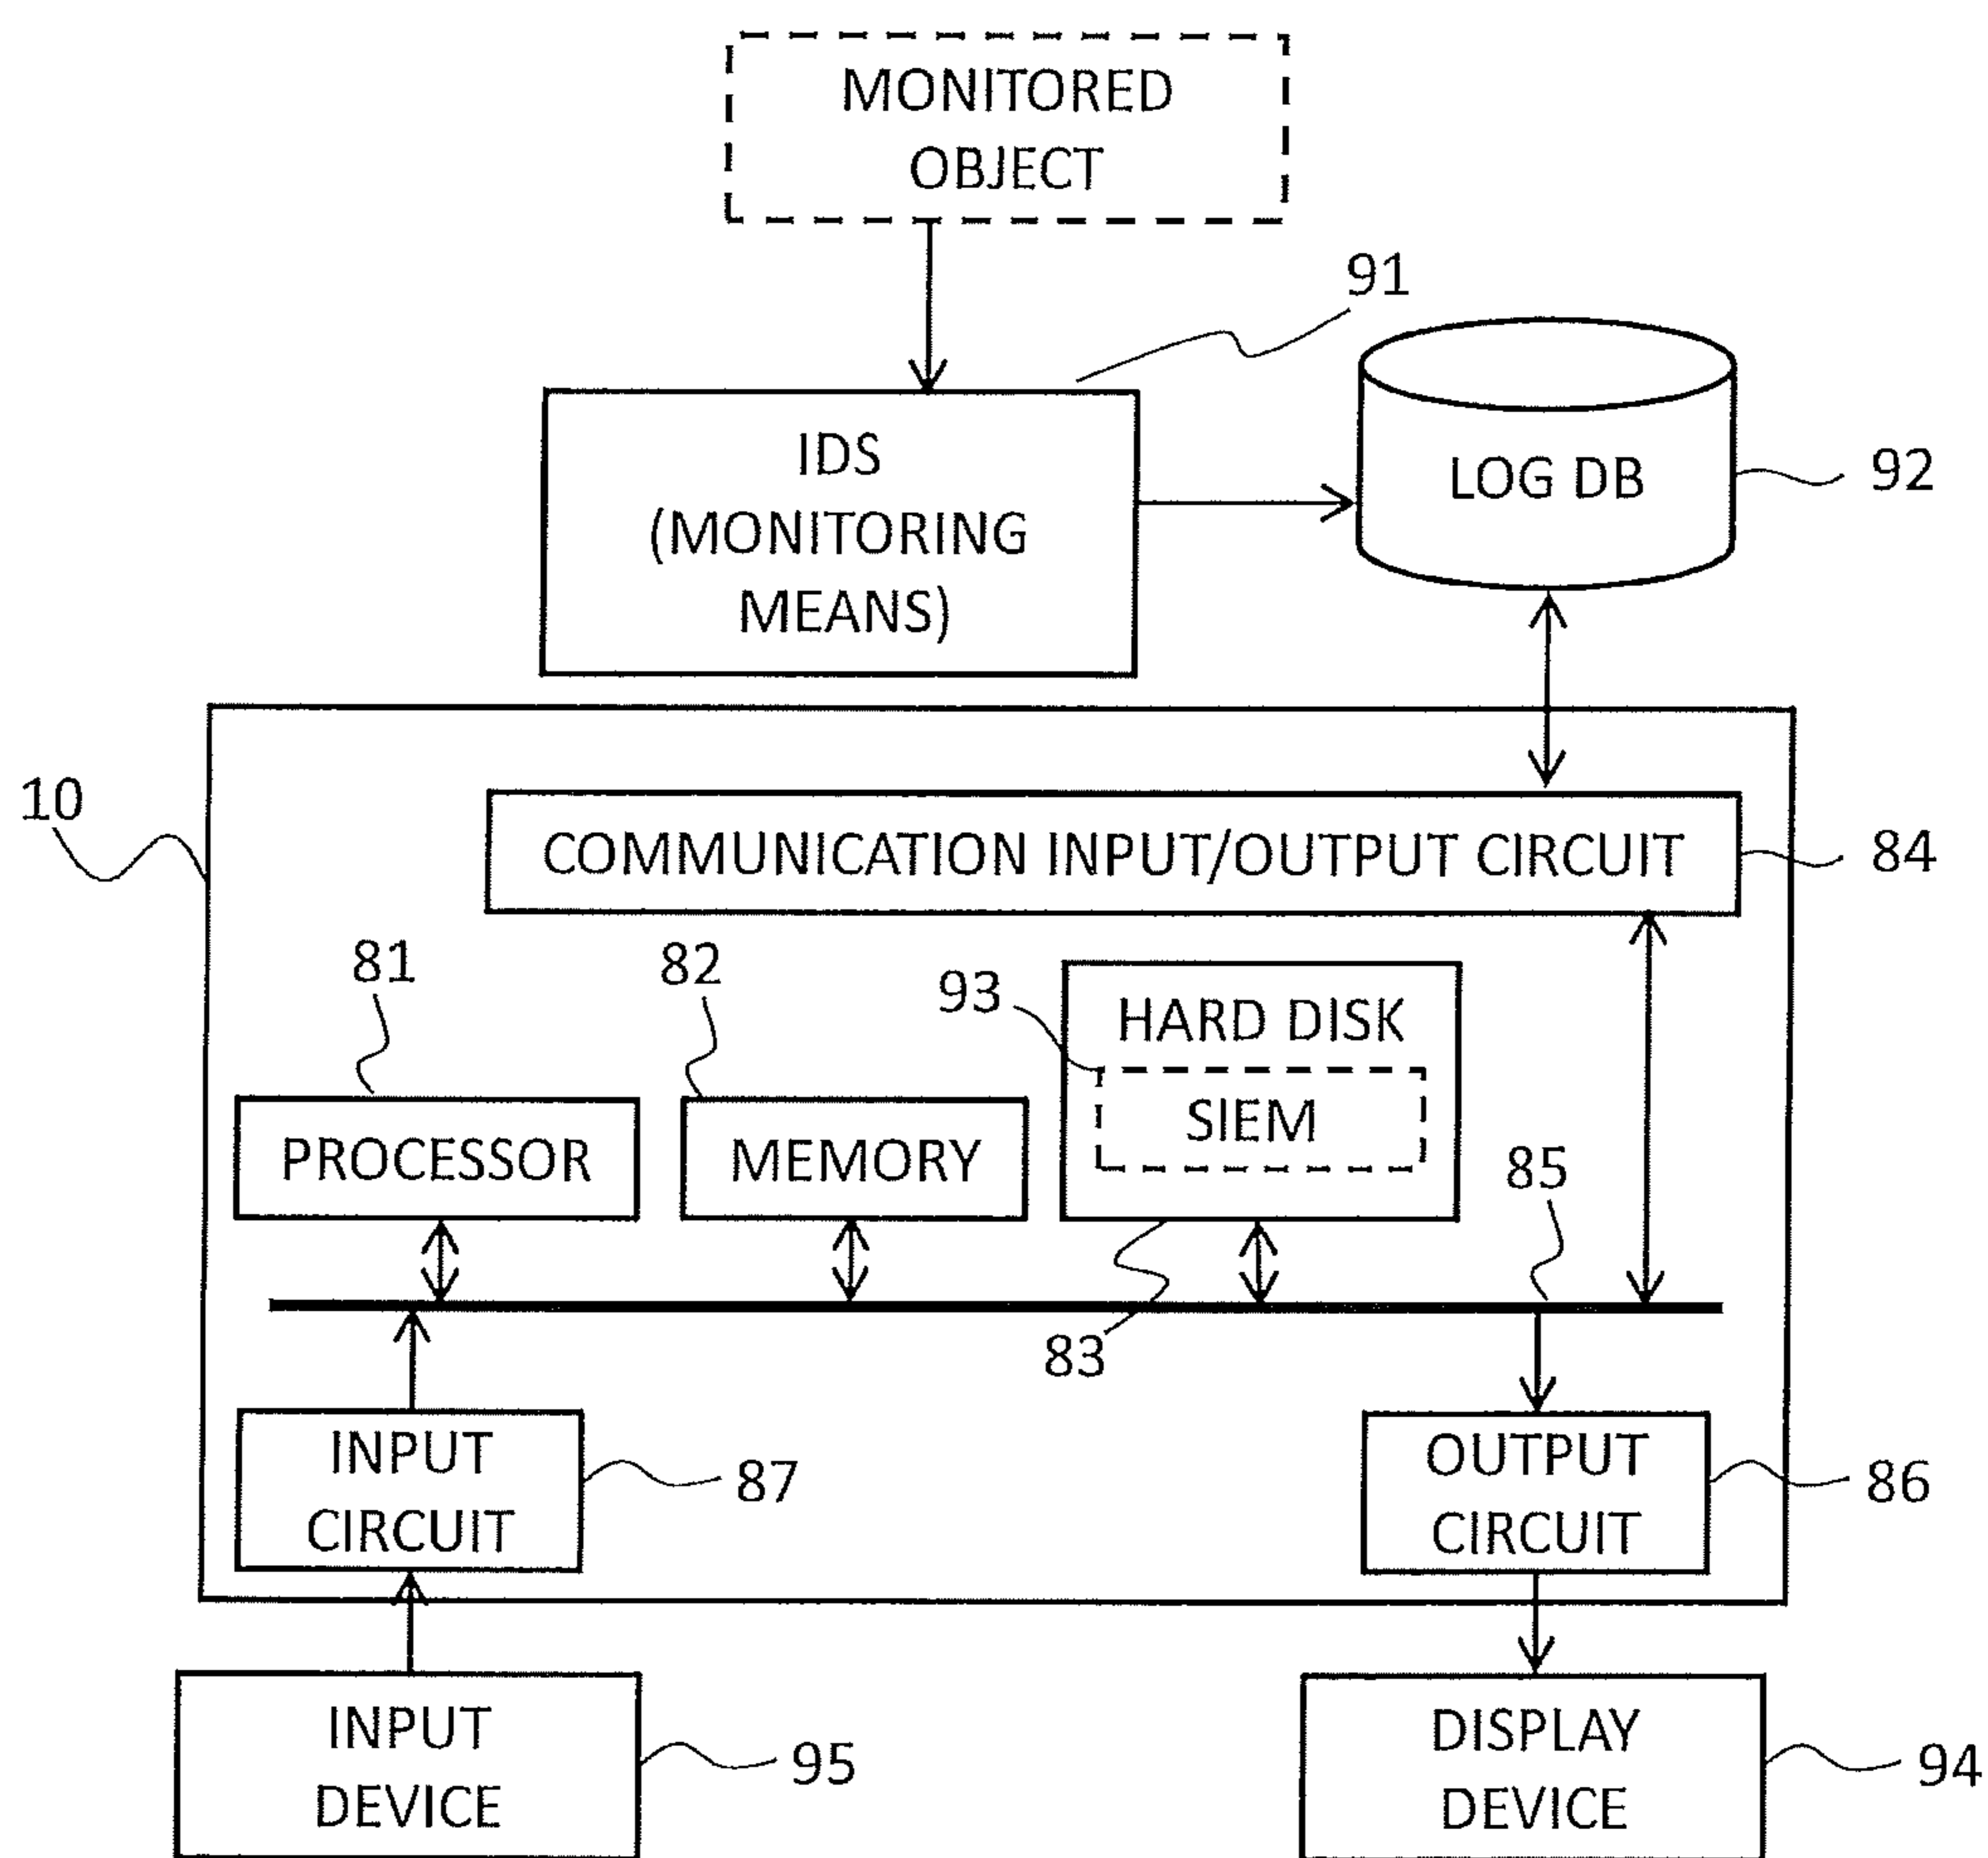 MONITORED
OBJECT
91
IDS
(MONITORING
MEANS)
LOG DB
92
10
COMMUNICATION INPUT/OUTPUT CIRCUIT
84
81
82
93
HARD DISK
SIEM
PROCESSOR
MEMORY
85
83
INPUT
CIRCUIT
87
OUTPUT
CIRCUIT
86
INPUT
DEVICE
95
DISPLAY
DEVICE
94